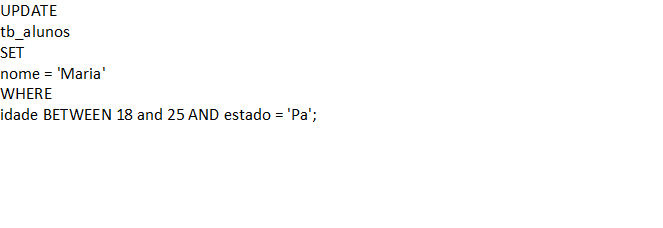 UPDATE
tb_alunos
SET
nome = 'Maria'
WHERE
idade BETWEEN 18 and 25 AND estado = 'Pa';